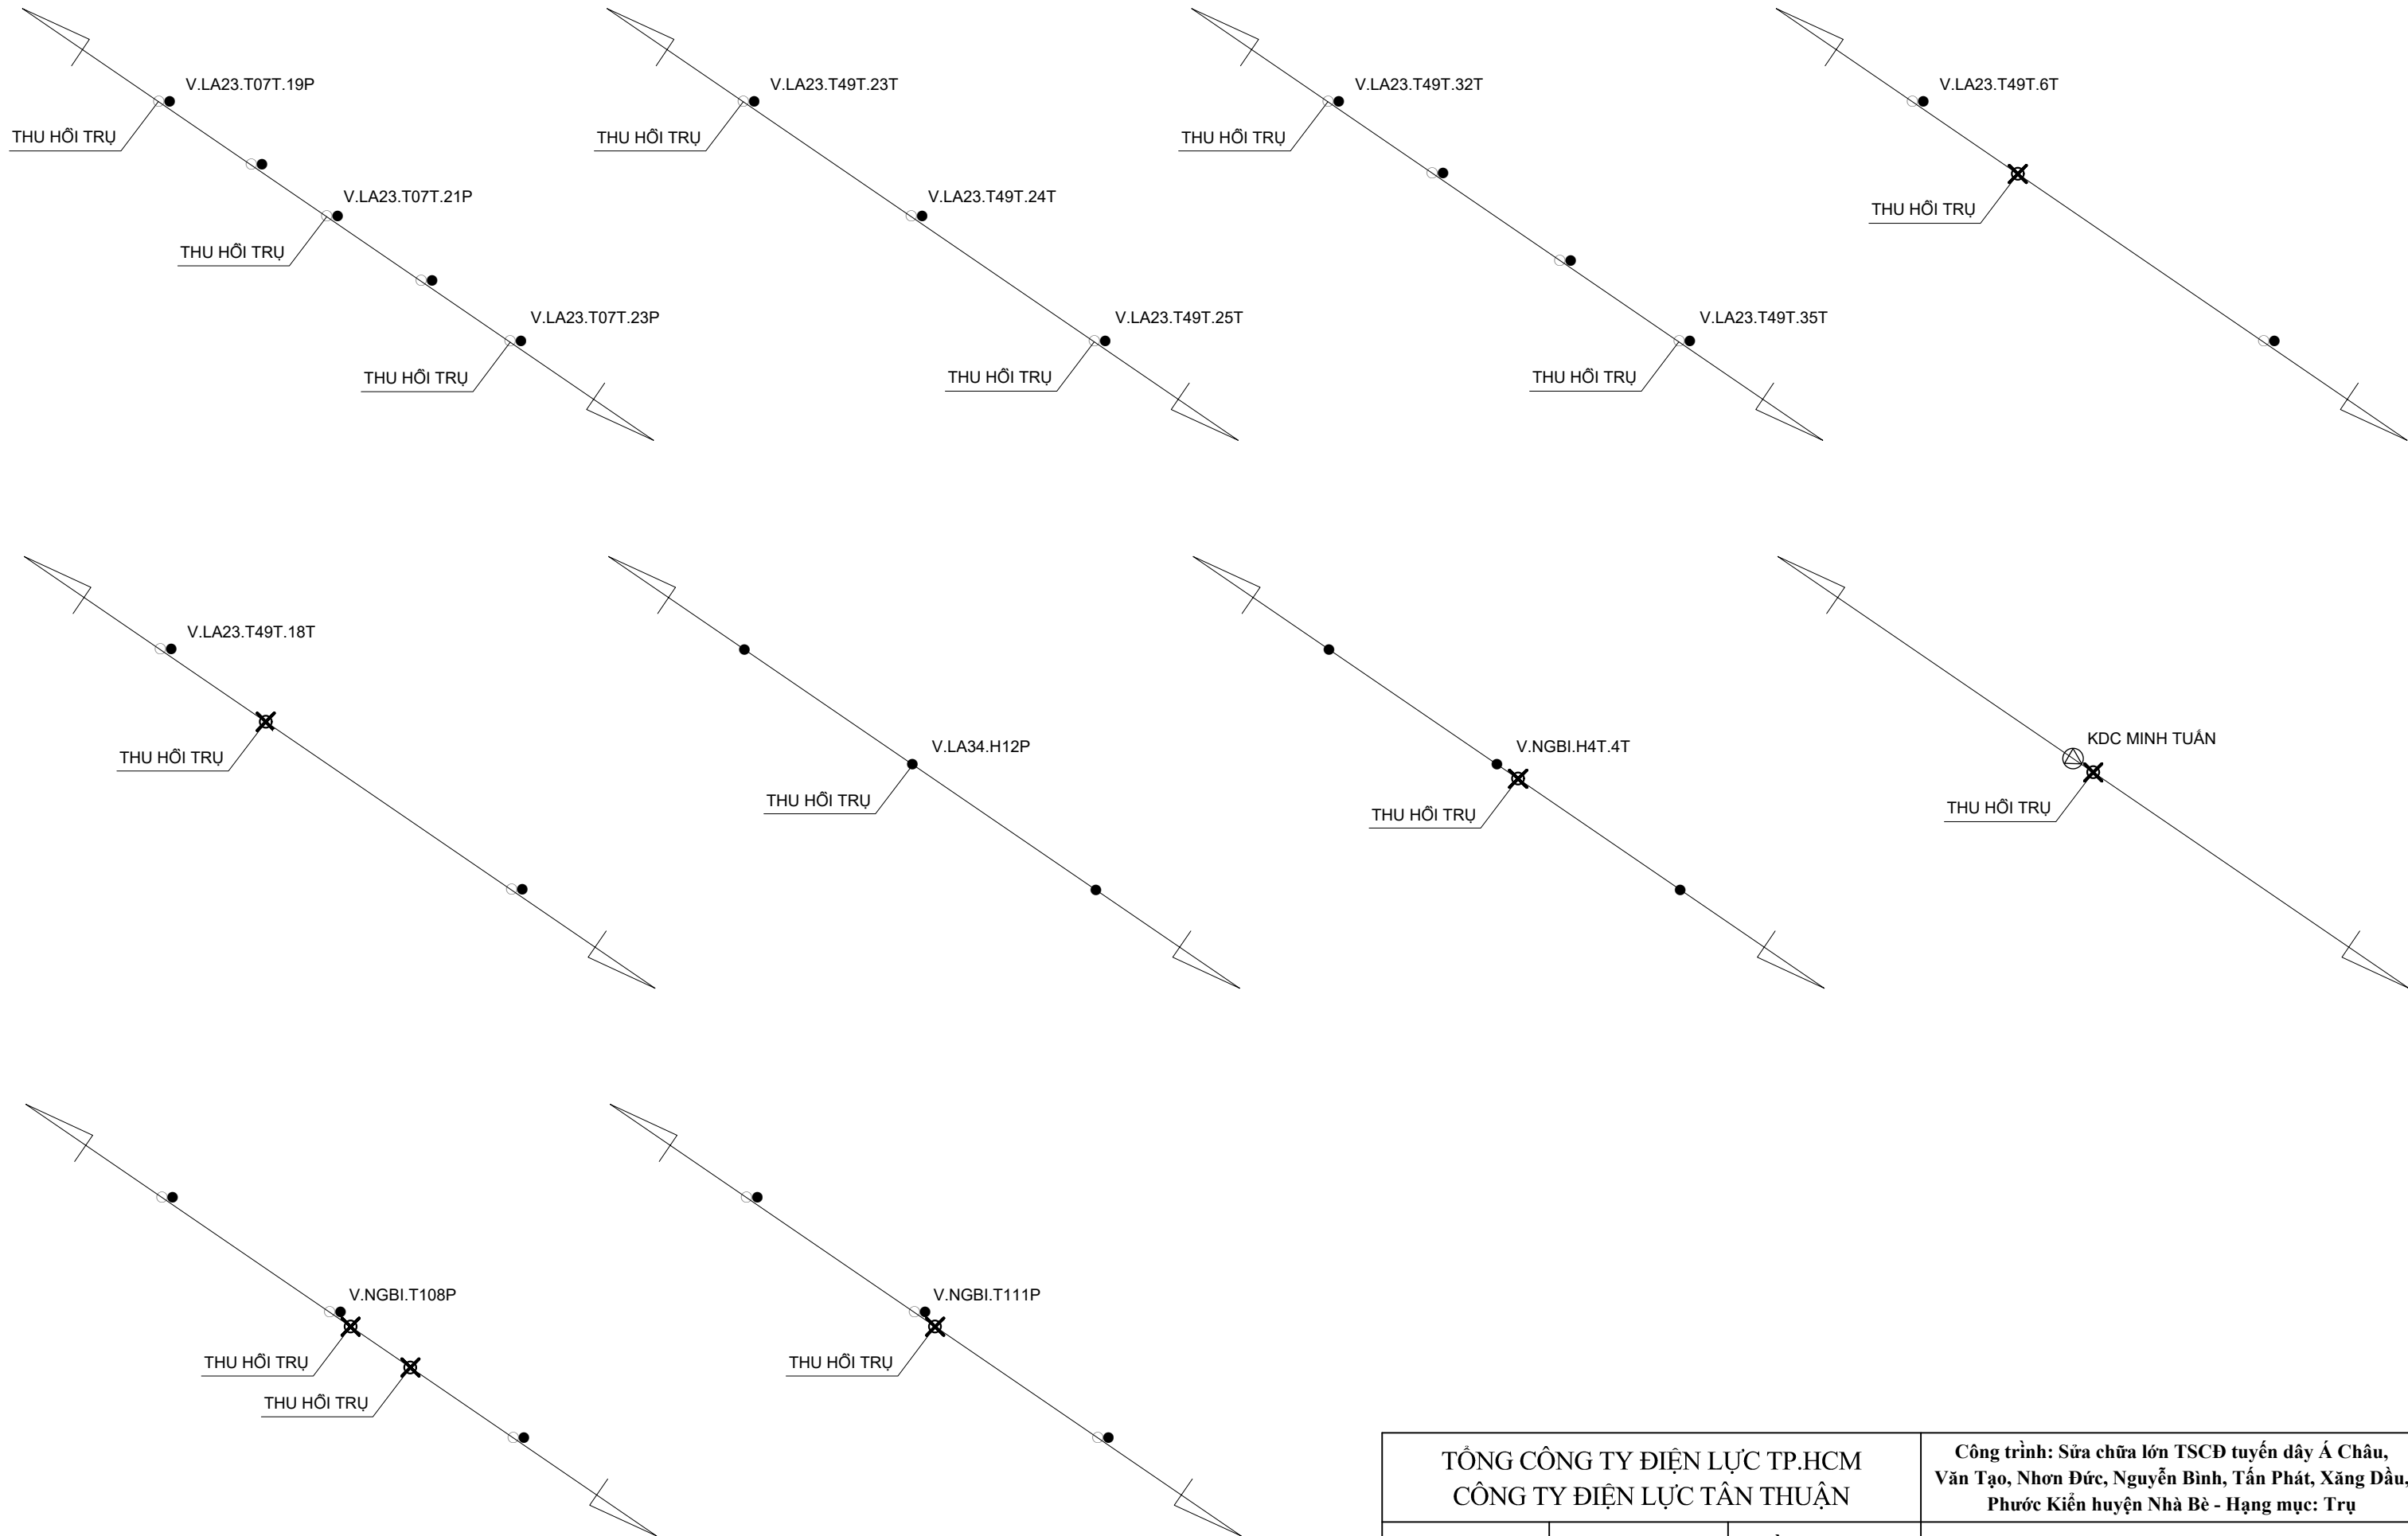 V.LA23.T07T.19P
THU HỒI TRỤ
V.LA23.T07T.21P
THU HỒI TRỤ
V.LA23.T07T.23P
THU HỒI TRỤ
V.LA23.T49T.23T
THU HỒI TRỤ
V.LA23.T49T.24T
V.LA23.T49T.25T
THU HỒI TRỤ
V.LA23.T49T.32T
THU HỒI TRỤ
V.LA23.T49T.35T
THU HỒI TRỤ
V.LA23.T49T.6T
THU HỒI TRỤ
V.LA23.T49T.18T
THU HỒI TRỤ
V.LA34.H12P
THU HỒI TRỤ
V.NGBI.H4T.4T
THU HỒI TRỤ
KDC MINH TUẤN
THU HỒI TRỤ
V.NGBI.T108P
THU HỒI TRỤ
THU HỒI TRỤ
V.NGBI.T111P
THU HỒI TRỤ
TỔNG CÔNG TY ĐIỆN LỰC TP.HCM
CÔNG TY ĐIỆN LỰC TÂN THUẬN
Công trình: Sửa chữa lớn TSCĐ tuyến dây Á Châu,
Văn Tạo, Nhơn Đức, Nguyễn Bình, Tấn Phát, Xăng Dầu,
Phước Kiển huyện Nhà Bè - Hạng mục: Trụ